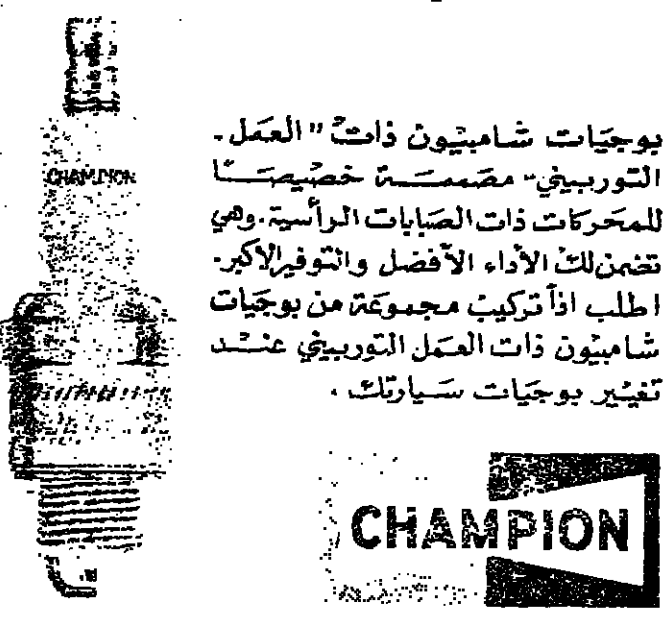 CHAMPION
بوجيات شامبيون ذات "العمل-
التوربيني" مصممة خصيصا
للمحركات ذات الصبابات الرأسية. وهي
تضمن لك الأداء الأفضل والتوفير الأكبر.
اطلب اذاً تركيب مجموعة من بوجيات
شامبيون ذات العمل التوربيني عند
تغيير بوجيات سيارتك.
CHAMPION